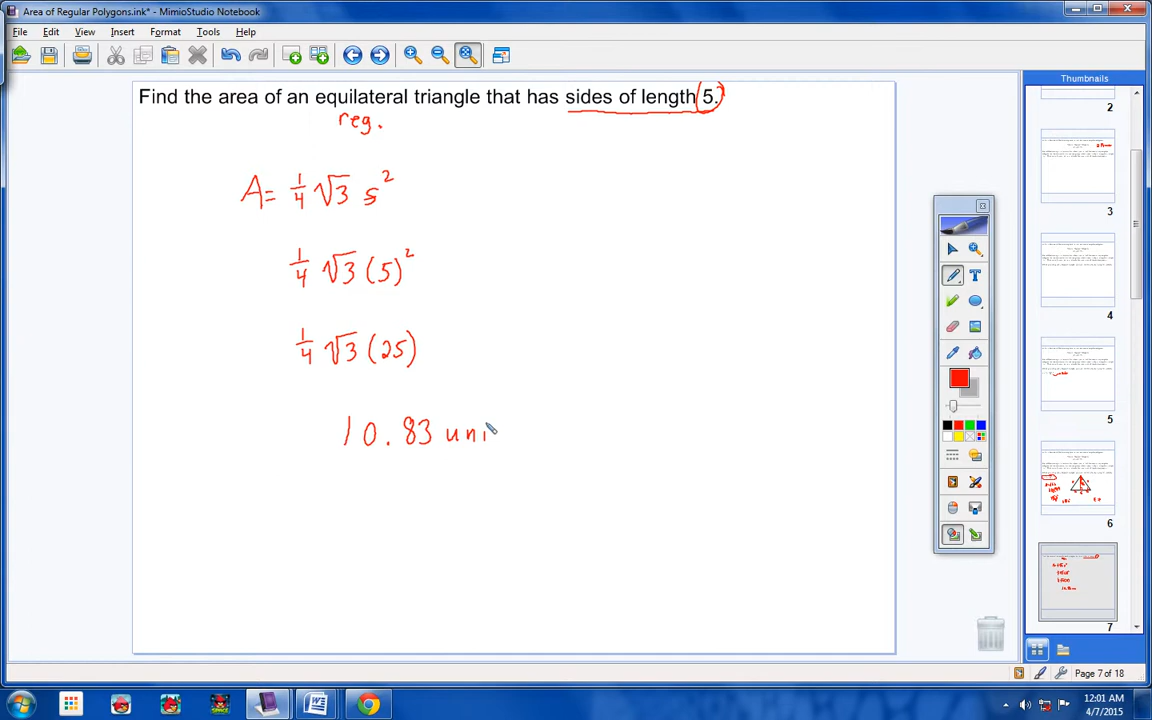 Area of Regular Polygons.ink* - MimioStudio Notebook
File Edit View Insert Format Tools Help
Thumbnails
Find the area of an equilateral triangle that has sides of length 5.
reg.
A= 1/4 √3 s²
1/4 √3 (5)²
1/4 √3 (25)
10.83 uni
2
3
4
5
6
7
Page 7 of 18
12:01 AM
4/7/2015